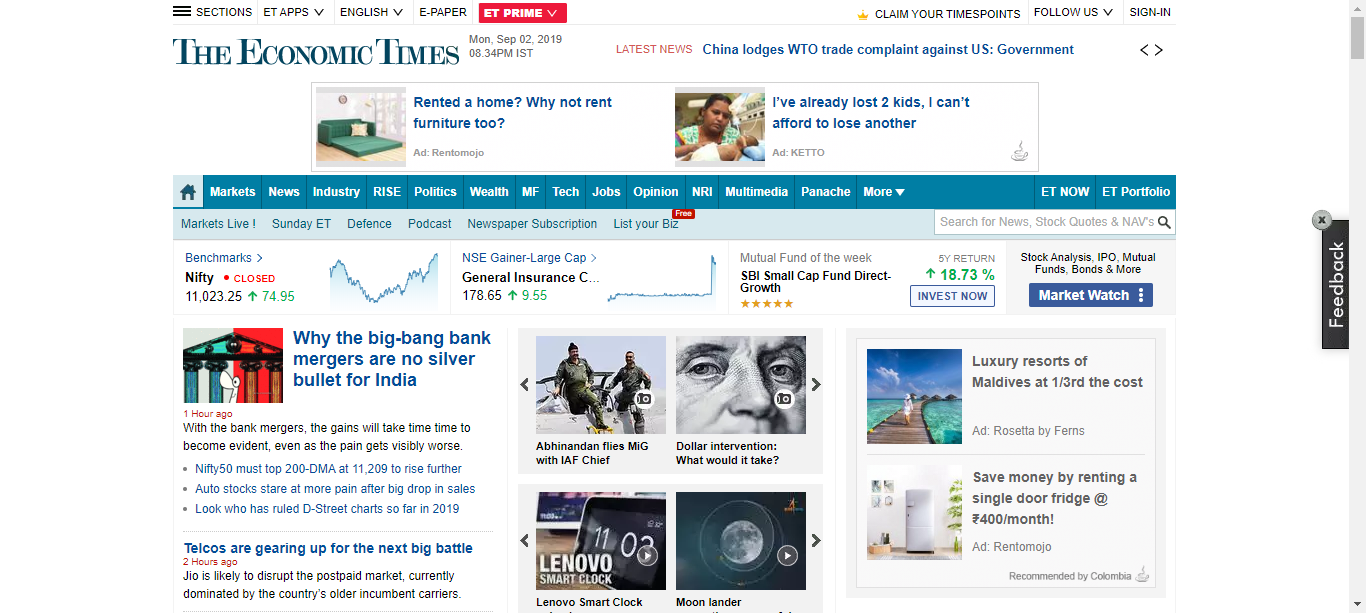 SECTIONS ET APPS ENGLISH E-PAPER ET PRIME CLAIM YOUR TIMESPOINTS FOLLOW US SIGN-IN
THE ECONOMIC TIMES
Mon, Sep 02, 2019
08.34PM IST
LATEST NEWS China lodges WTO trade complaint against US: Government
Rented a home? Why not rent
furniture too?
Ad: Rentomojo
I've already lost 2 kids, I can't
afford to lose another
Ad: KETTO
Markets News Industry RISE Politics Wealth MF Tech Jobs Opinion NRI Multimedia Panache More ET NOW ET Portfolio
Markets Live ! Sunday ET Defence Podcast Newspaper Subscription List your Biz Free
Search for News, Stock Quotes & NAV's
x
Feedback
Benchmarks
Nifty CLOSED
11,023.25 74.95
NSE Gainer-Large Cap
General Insurance C...
178.65 9.55
Mutual Fund of the week
SBI Small Cap Fund Direct-
Growth
5Y RETURN
18.73 %
INVEST NOW
Stock Analysis, IPO, Mutual
Funds, Bonds & More
Market Watch
Why the big-bang bank
mergers are no silver
bullet for India
1 Hour ago
With the bank mergers, the gains will take time time to
become evident, even as the pain gets visibly worse.
Nifty50 must top 200-DMA at 11,209 to rise further
Auto stocks stare at more pain after big drop in sales
Look who has ruled D-Street charts so far in 2019
Telcos are gearing up for the next big battle
2 Hours ago
Jio is likely to disrupt the postpaid market, currently
dominated by the country's older incumbent carriers.
Abhinandan flies MiG
with IAF Chief
Dollar intervention:
What would it take?
11 03
LENOVO
SMART CLOCK
Lenovo Smart Clock
Moon lander
Luxury resorts of
Maldives at 1/3rd the cost
Ad: Rosetta by Ferns
Save money by renting a
single door fridge @
₹400/month!
Ad: Rentomojo
Recommended by Colombia